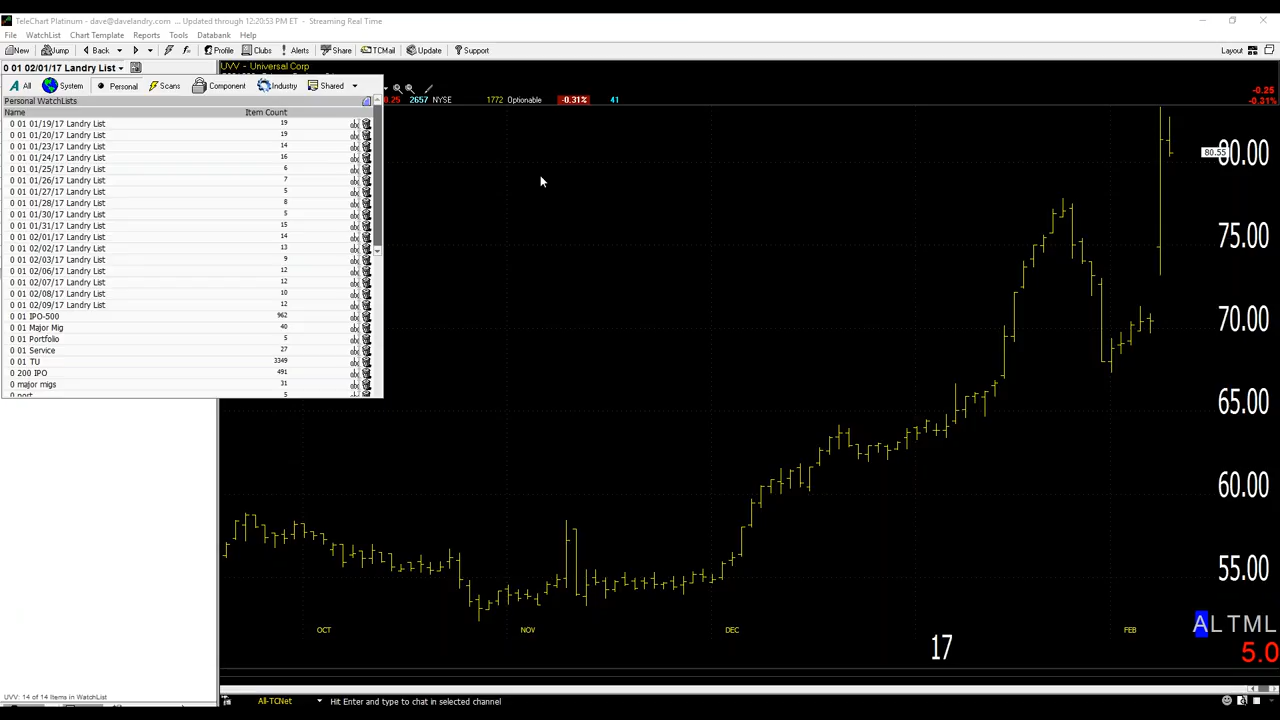 TeleChart Platinum - dave@davelandry.com ... Updated through 12:20:53 PM ET - Streaming Real Time
File WatchList Chart Template Reports Tools Database Help
New Jump Back Profile Clubs Alerts Share TCMail Update Support Layout
0 01 02/01/17 Landry List UVV - Universal Corp
All System Personal Scans Component Industry Shared
0.25 2657 NYSE 1772 Optionable -0.31% 41
-0.25
-0.31%
Personal WatchLists
Name Item Count
0 01 01/19/17 Landry List 19
0 01 01/20/17 Landry List 19
0 01 01/23/17 Landry List 14
0 01 01/24/17 Landry List 16
0 01 01/25/17 Landry List 6
0 01 01/26/17 Landry List 7
0 01 01/27/17 Landry List 5
0 01 01/28/17 Landry List 8
0 01 01/30/17 Landry List 5
0 01 01/31/17 Landry List 15
0 01 02/01/17 Landry List 14
0 01 02/02/17 Landry List 13
0 01 02/03/17 Landry List 9
0 01 02/06/17 Landry List 12
0 01 02/07/17 Landry List 12
0 01 02/08/17 Landry List 10
0 01 02/09/17 Landry List 12
0 01 IPO-500 962
0 01 Major Mig 40
0 01 Portfolio 5
0 01 Service 27
0 01 TU 3349
0 200 IPO 491
0 major migs 31
0 port 5
80.55 80.00
75.00
70.00
65.00
60.00
55.00
OCT NOV DEC 17 FEB
ALTML
5.0
UVV: 14 of 14 Items in WatchList
All-TCNet Hit Enter and type to chat in selected channel